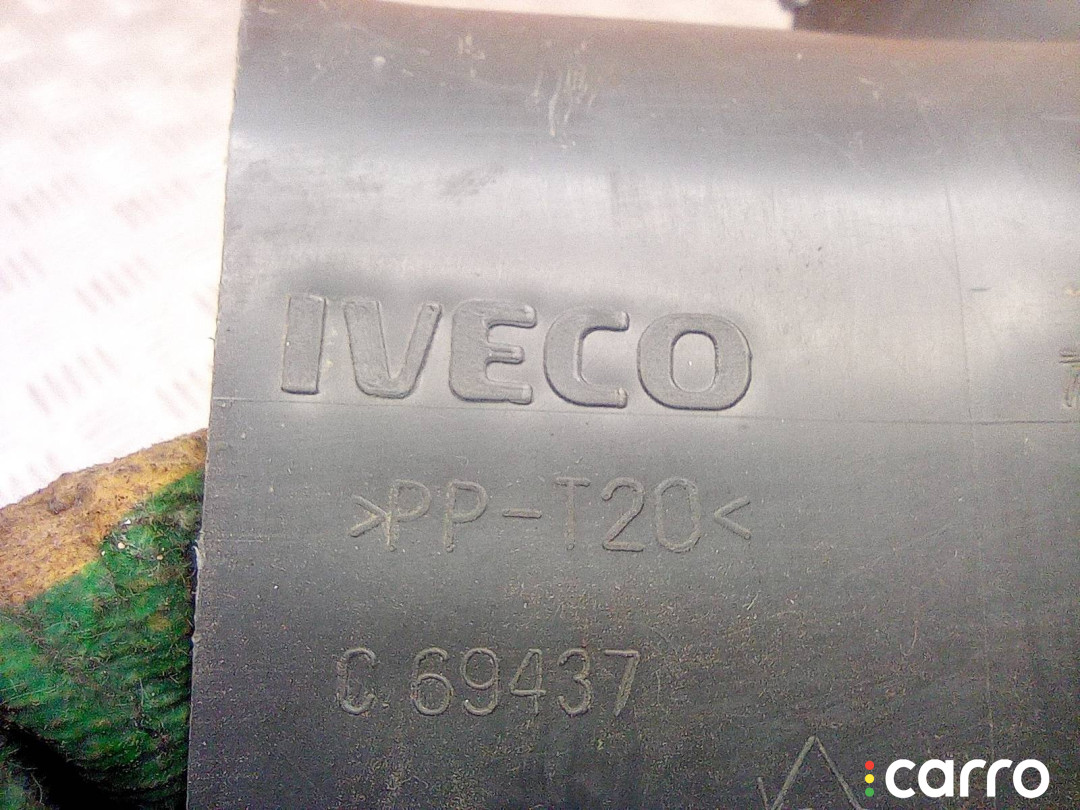 IVECO
>PP-T20<
C 69437
carro